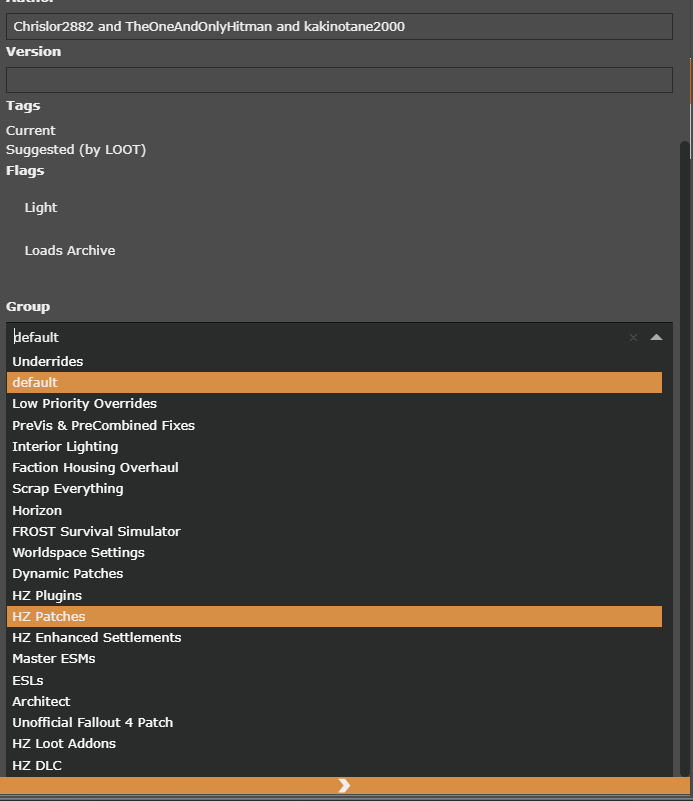 Chrislor2882 and TheOneAndOnlyHitman and kakinotane2000
Version
Tags
Current
Suggested (by LOOT)
Flags
Light
Loads Archive
Group
default
Underrides
default
Low Priority Overrides
PreVis & PreCombined Fixes
Interior Lighting
Faction Housing Overhaul
Scrap Everything
Horizon
FROST Survival Simulator
Worldspace Settings
Dynamic Patches
HZ Plugins
HZ Patches
HZ Enhanced Settlements
Master ESMs
ESLs
Architect
Unofficial Fallout 4 Patch
HZ Loot Addons
HZ DLC